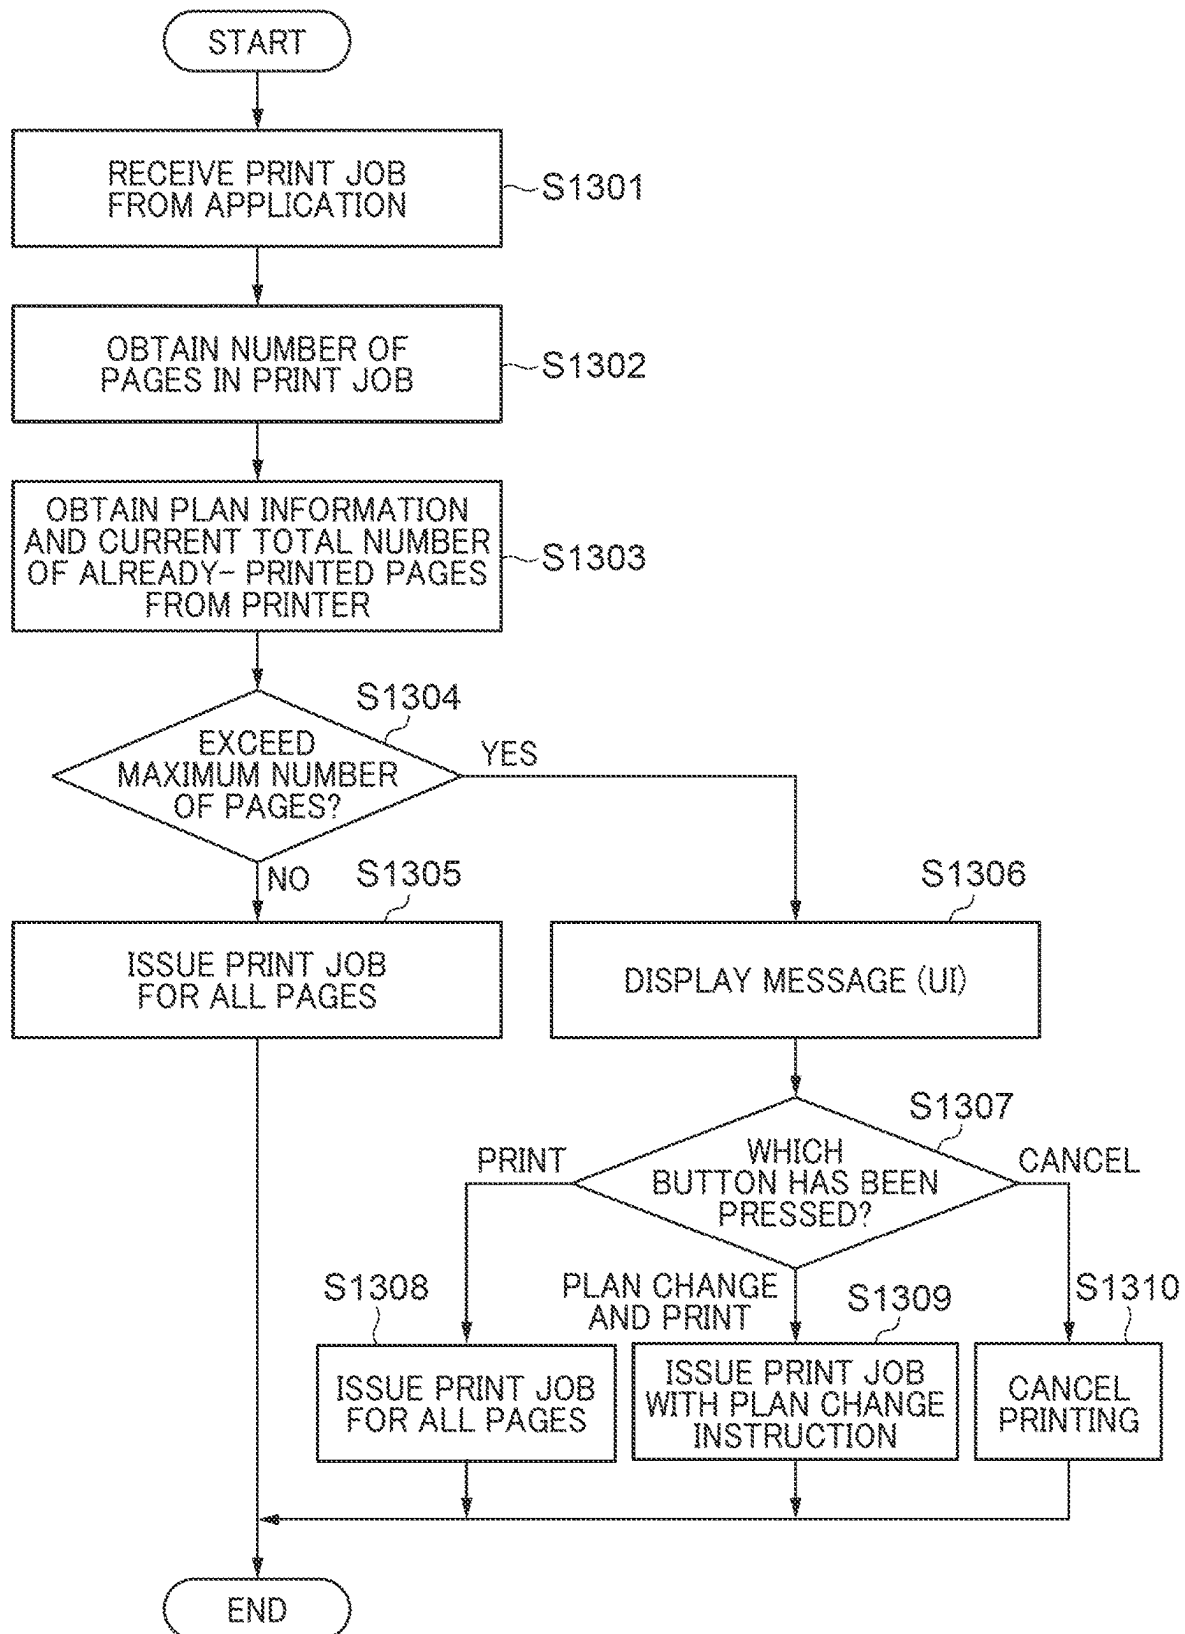 START
RECEIVE PRINT JOB
FROM APPLICATION
S1301
OBTAIN NUMBER OF
PAGES IN PRINT JOB
S1302
OBTAIN PLAN INFORMATION
AND CURRENT TOTAL NUMBER
OF ALREADY- PRINTED PAGES
FROM PRINTER
S1303
S1304
EXCEED
MAXIMUM NUMBER
OF PAGES?
YES
NO
S1305
ISSUE PRINT JOB
FOR ALL PAGES
S1306
DISPLAY MESSAGE (UI)
S1307
WHICH
BUTTON HAS BEEN
PRESSED?
PRINT
CANCEL
PLAN CHANGE
AND PRINT
S1308
ISSUE PRINT JOB
FOR ALL PAGES
S1309
ISSUE PRINT JOB
WITH PLAN CHANGE
INSTRUCTION
S1310
CANCEL
PRINTING
END